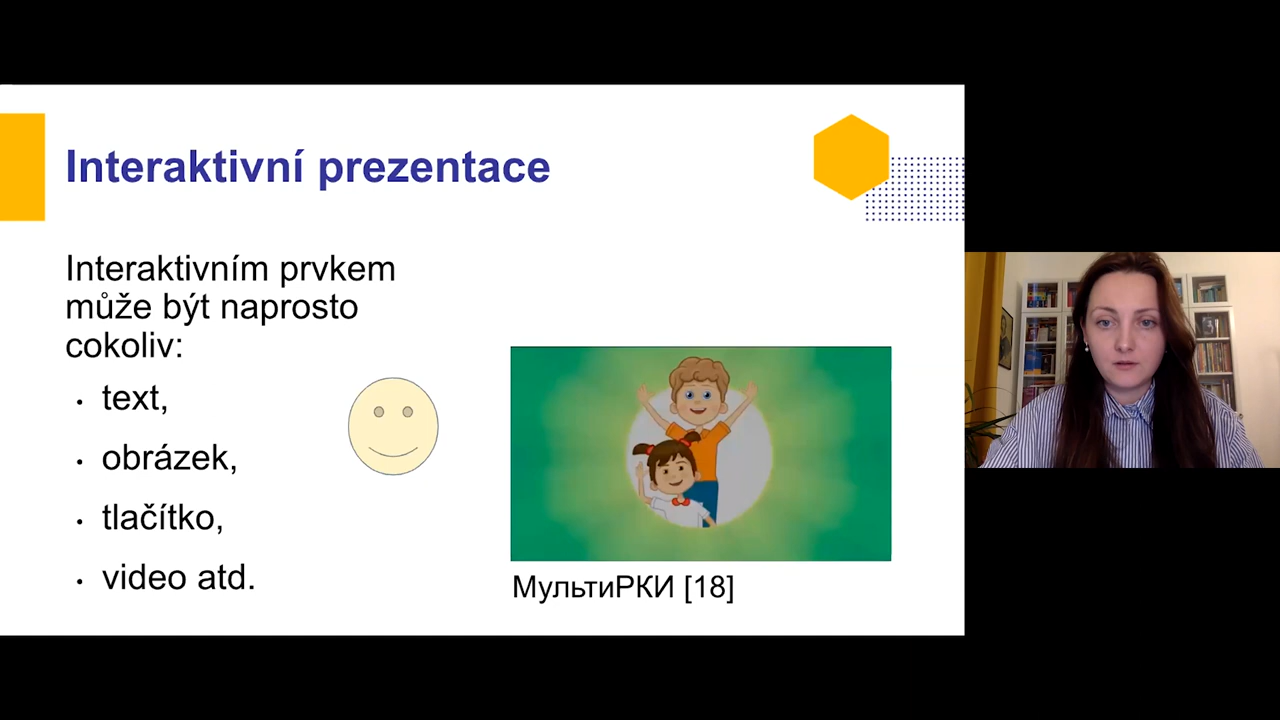 Interaktivní prezentace
Interaktivním prvkem
může být naprosto
cokoliv:
• text,
• obrázek,
• tlačítko,
• video atd.
МультиРКИ [18]